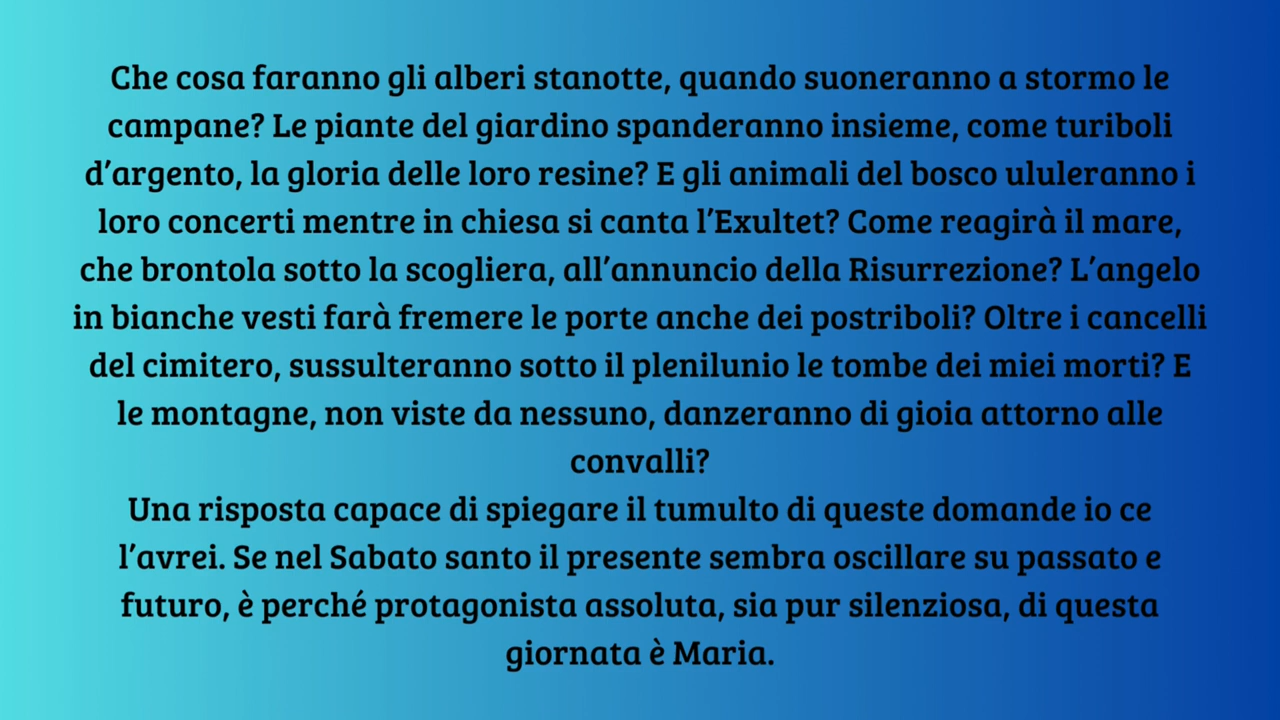 Che cosa faranno gli alberi stanotte, quando suoneranno a stormo le
campane? Le piante del giardino spanderanno insieme, come turiboli
d’argento, la gloria delle loro resine? E gli animali del bosco ululeranno i
loro concerti mentre in chiesa si canta l’Exultet? Come reagirà il mare,
che brontola sotto la scogliera, all’annuncio della Risurrezione? L’angelo
in bianche vesti farà fremere le porte anche dei postriboli? Oltre i cancelli
del cimitero, sussulteranno sotto il plenilunio le tombe dei miei morti? E
le montagne, non viste da nessuno, danzeranno di gioia attorno alle
convalli?
Una risposta capace di spiegare il tumulto di queste domande io ce
l’avrei. Se nel Sabato santo il presente sembra oscillare su passato e
futuro, è perché protagonista assoluta, sia pur silenziosa, di questa
giornata è Maria.